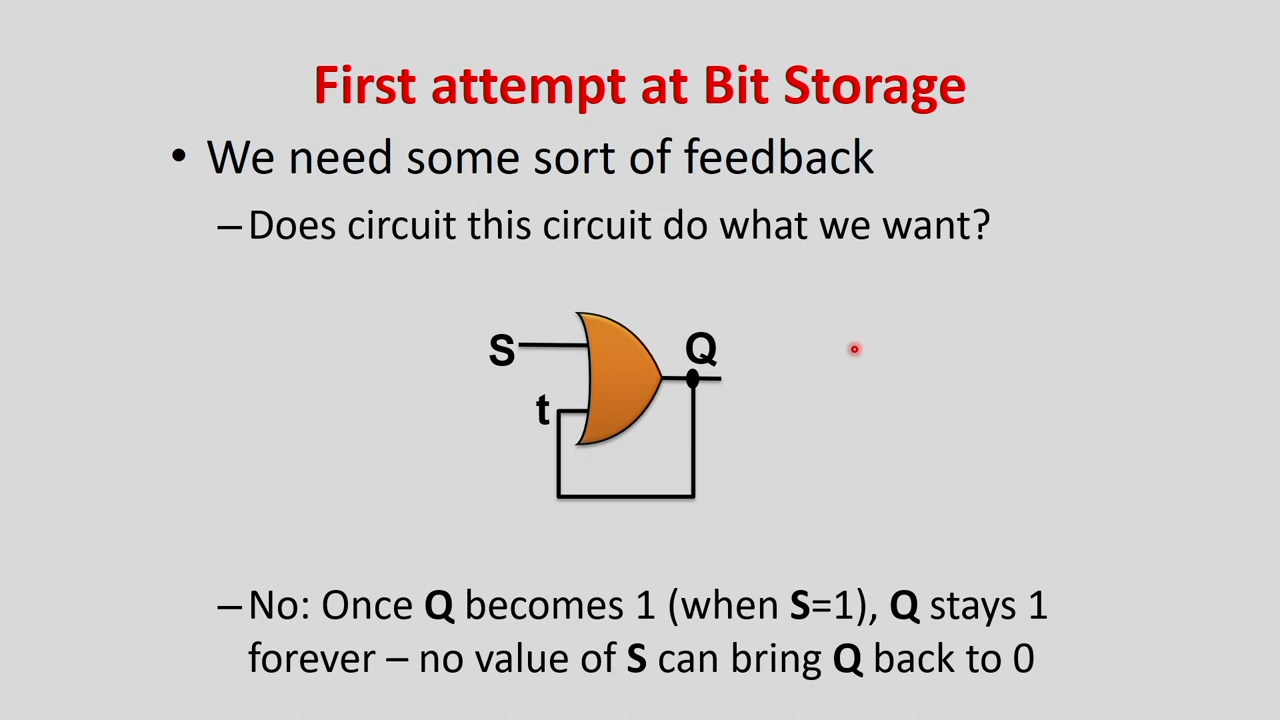 First attempt at Bit Storage
• We need some sort of feedback
– Does circuit this circuit do what we want?
S
Q
t
– No: Once Q becomes 1 (when S=1), Q stays 1
forever – no value of S can bring Q back to 0